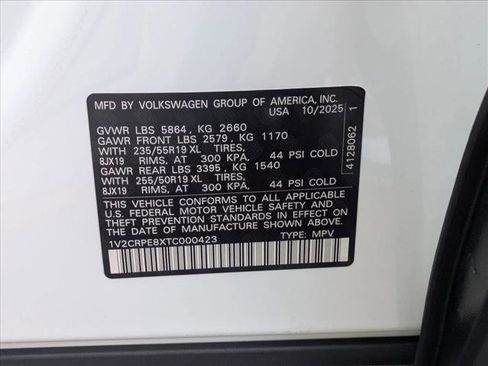 MFD BY VOLKSWAGEN GROUP OF AMERICA, INC.
USA 10/2025
GVWR LBS 5864, KG 2660
GAWR FRONT LBS 2579, KG 1170
WITH 235/55R19 XL TIRES,
8JX19 RIMS, AT 300 KPA, 44 PSI COLD
GAWR REAR LBS 3395, KG 1540
WITH 255/50R19 XL TIRES,
8JX19 RIMS, AT 300 KPA, 44 PSI COLD
THIS VEHICLE CONFORMS TO ALL APPLICABLE
U.S. FEDERAL MOTOR VEHICLE SAFETY AND
THEFT PREVENTION STANDARDS IN EFFECT ON
THE DATE OF MANUFACTURE SHOWN ABOVE.
1V2CRPE8XTC000423 TYPE: MPV
4128062 1